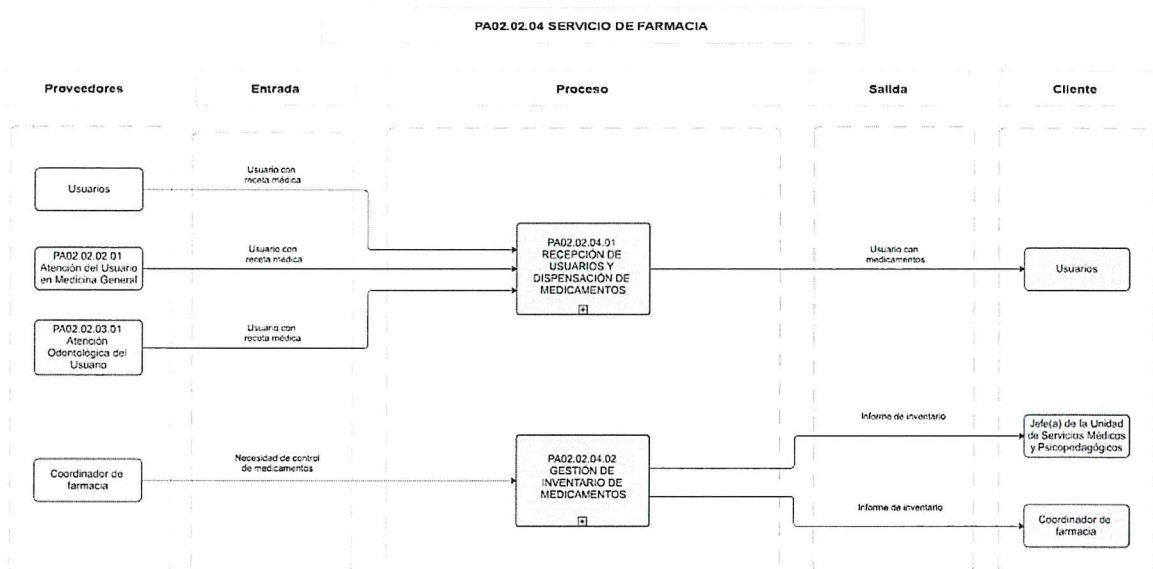 PA02.02.04 SERVICIO DE FARMACIA
Proveedores
Entrada
Proceso
Salida
Cliente
Usuarios
Usuario con
receta médica
PA02.02.02.01
Atención del Usuario
en Medicina General
Usuario con
receta médica
PA02.02.03.01
Atención
Odontológica del
Usuario
Usuario con
receta médica
PA02.02.04.01
RECEPCIÓN DE
USUARIOS Y
DISPENSACIÓN DE
MEDICAMENTOS
Usuario con
medicamentos
Usuarios
Coordinador de
farmacia
Necesidad de control
de medicamentos
PA02.02.04.02
GESTIÓN DE
INVENTARIO DE
MEDICAMENTOS
Informe de inventario
Jefe(a) de la Unidad
de Servicios Médicos
y Psicopedagógicos
Informe de inventario
Coordinador de
farmacia